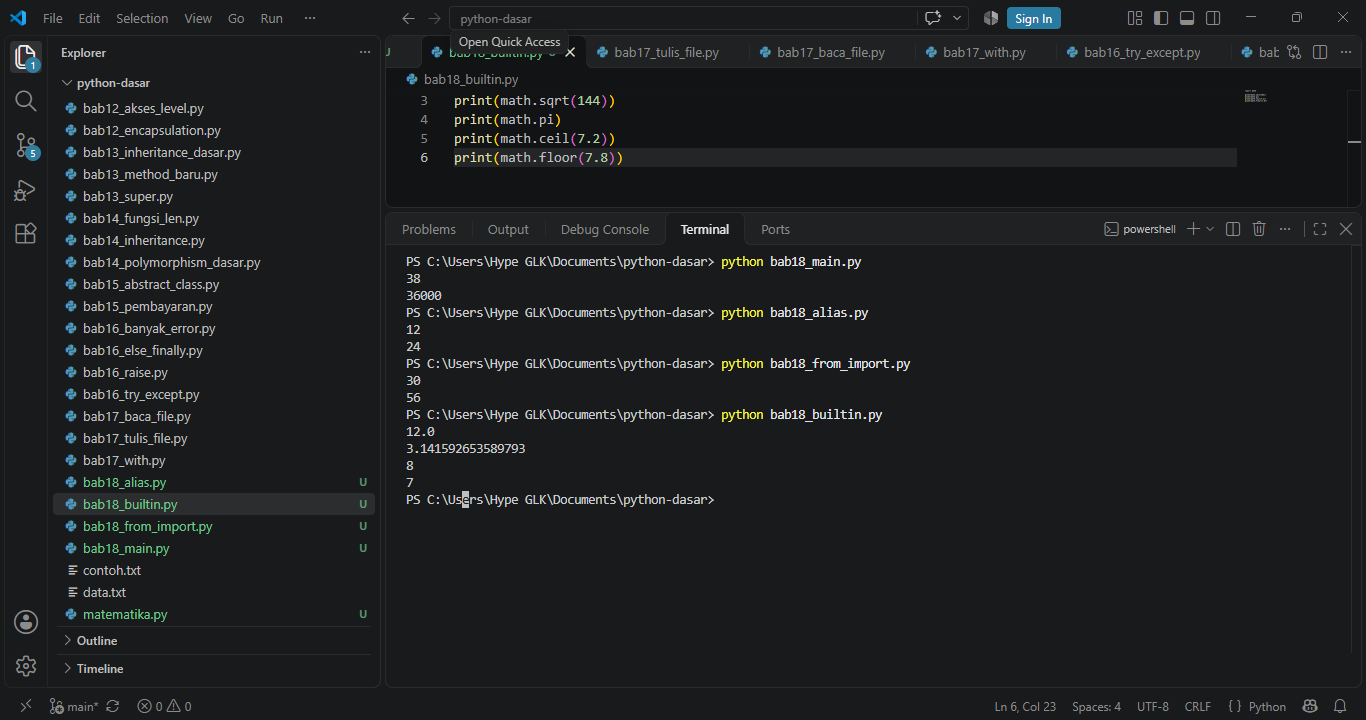 File Edit Selection View Go Run ···
python-dasar
Sign In
Open Quick Access
Explorer
python-dasar
bab12_akses_level.py
bab12_encapsulation.py
bab13_inheritance_dasar.py
bab13_method_baru.py
bab13_super.py
bab14_fungsi_len.py
bab14_inheritance.py
bab14_polymorphism_dasar.py
bab15_abstract_class.py
bab15_pembayaran.py
bab16_banyak_error.py
bab16_else_finally.py
bab16_raise.py
bab16_try_except.py
bab17_baca_file.py
bab17_tulis_file.py
bab17_with.py
bab18_alias.py U
bab18_builtin.py U
bab18_from_import.py U
bab18_main.py U
contoh.txt
data.txt
matematika.py U
Outline
Timeline
1
5
U bab18_builtin.py U bab17_tulis_file.py bab17_baca_file.py bab17_with.py bab16_try_except.py bab
bab18_builtin.py
3 print(math.sqrt(144))
4 print(math.pi)
5 print(math.ceil(7.2))
6 print(math.floor(7.8))
Problems Output Debug Console Terminal Ports
powershell
PS C:\Users\Hype GLK\Documents\python-dasar> python bab18_main.py
38
36000
PS C:\Users\Hype GLK\Documents\python-dasar> python bab18_alias.py
12
24
PS C:\Users\Hype GLK\Documents\python-dasar> python bab18_from_import.py
30
56
PS C:\Users\Hype GLK\Documents\python-dasar> python bab18_builtin.py
12.0
3.141592653589793
8
7
PS C:\Users\Hype GLK\Documents\python-dasar>
main* 0 0
Ln 6, Col 23 Spaces: 4 UTF-8 CRLF { } Python